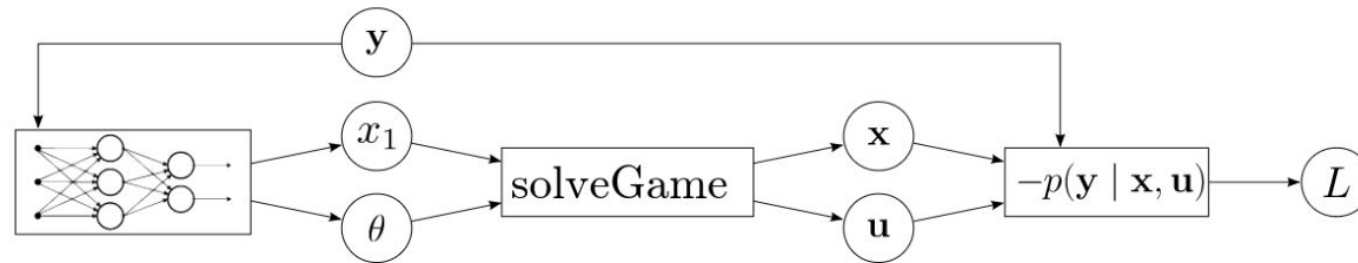 y
x₁
θ
solveGame
x
u
−p(y | x, u)
L